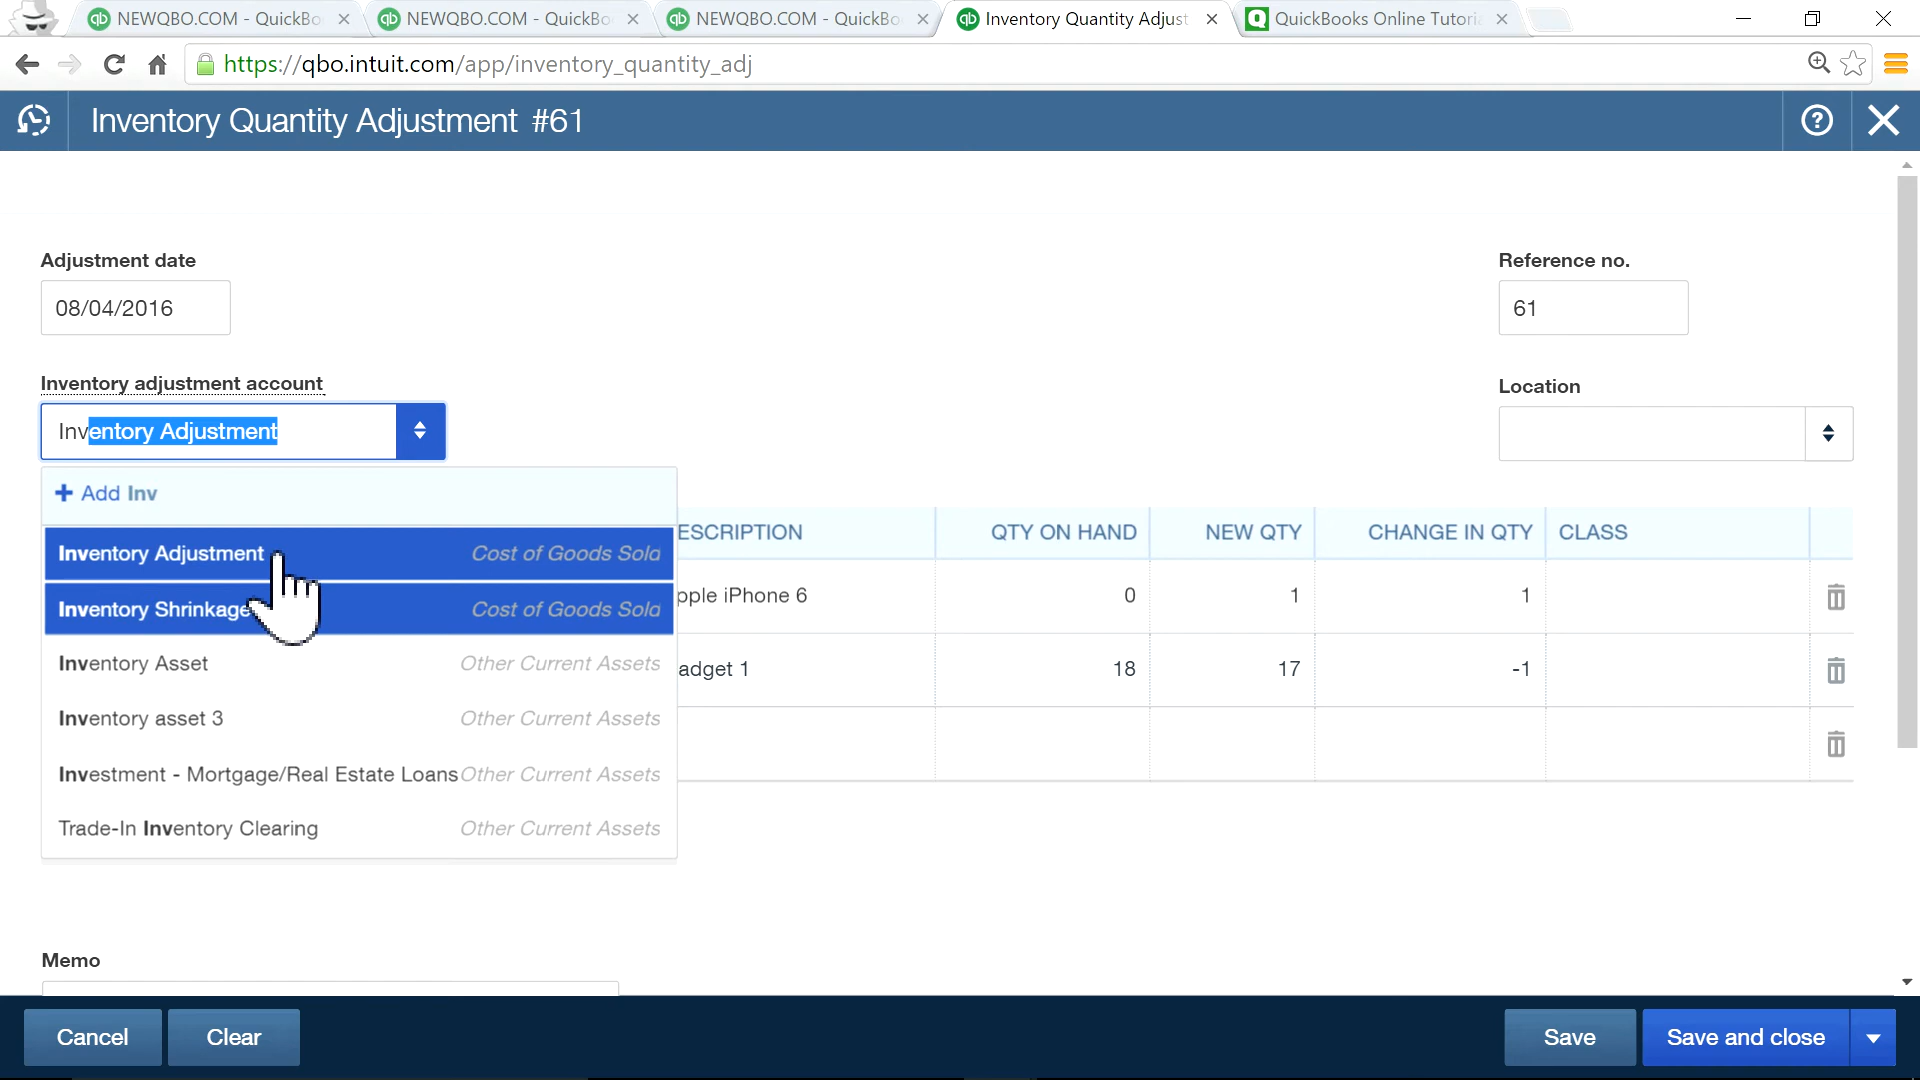 NEWQBO.COM - QuickBo
NEWQBO.COM - QuickBo
NEWQBO.COM - QuickBo
Inventory Quantity Adjust
QuickBooks Online Tutoria
https://qbo.intuit.com/app/inventory_quantity_adj
Inventory Quantity Adjustment #61
Adjustment date
08/04/2016
Reference no.
61
Inventory adjustment account
Inventory Adjustment
Location
+ Add Inv
Inventory Adjustment Cost of Goods Sold
Inventory Shrinkage Cost of Goods Sold
Inventory Asset Other Current Assets
Inventory asset 3 Other Current Assets
Investment - Mortgage/Real Estate Loans Other Current Assets
Trade-In Inventory Clearing Other Current Assets
ESCRIPTION QTY ON HAND NEW QTY CHANGE IN QTY CLASS
pple iPhone 6 0 1 1
adget 1 18 17 -1
Memo
Cancel Clear Save Save and close